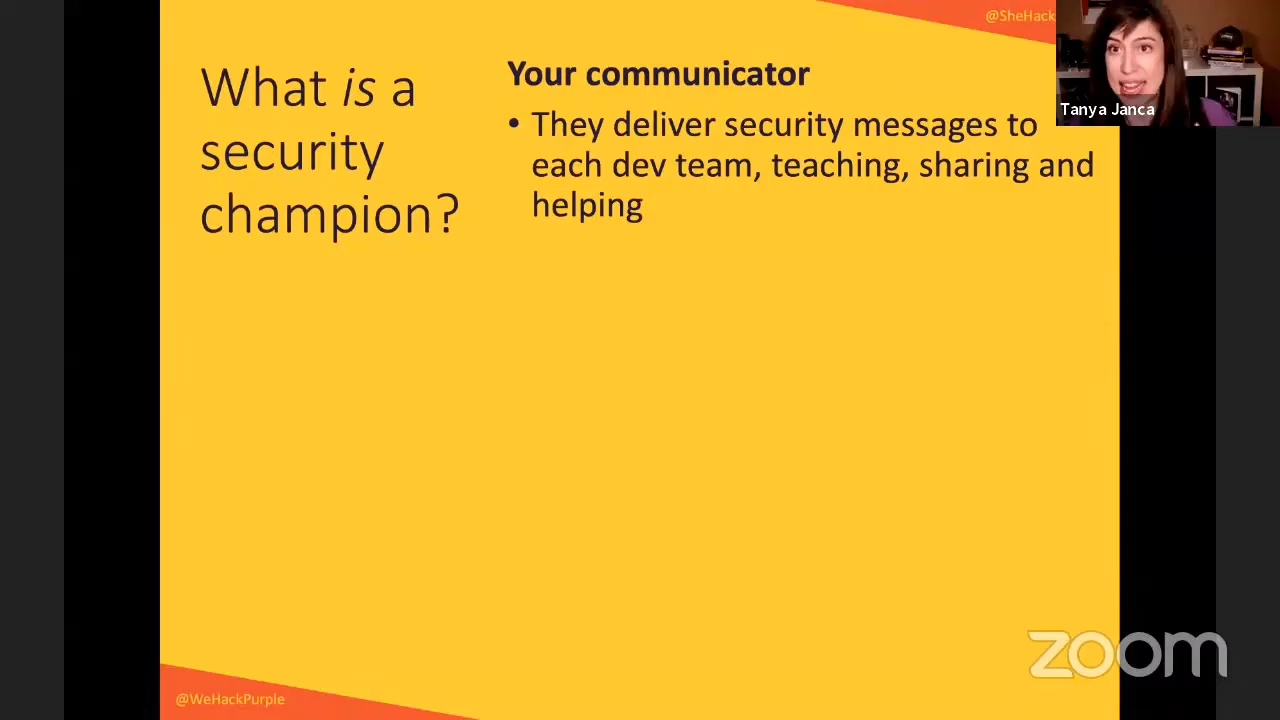 @SheHack
What is a
security
champion?
Your communicator
• They deliver security messages to
each dev team, teaching, sharing and
helping
Tanya Janca
zoom
@WeHackPurple